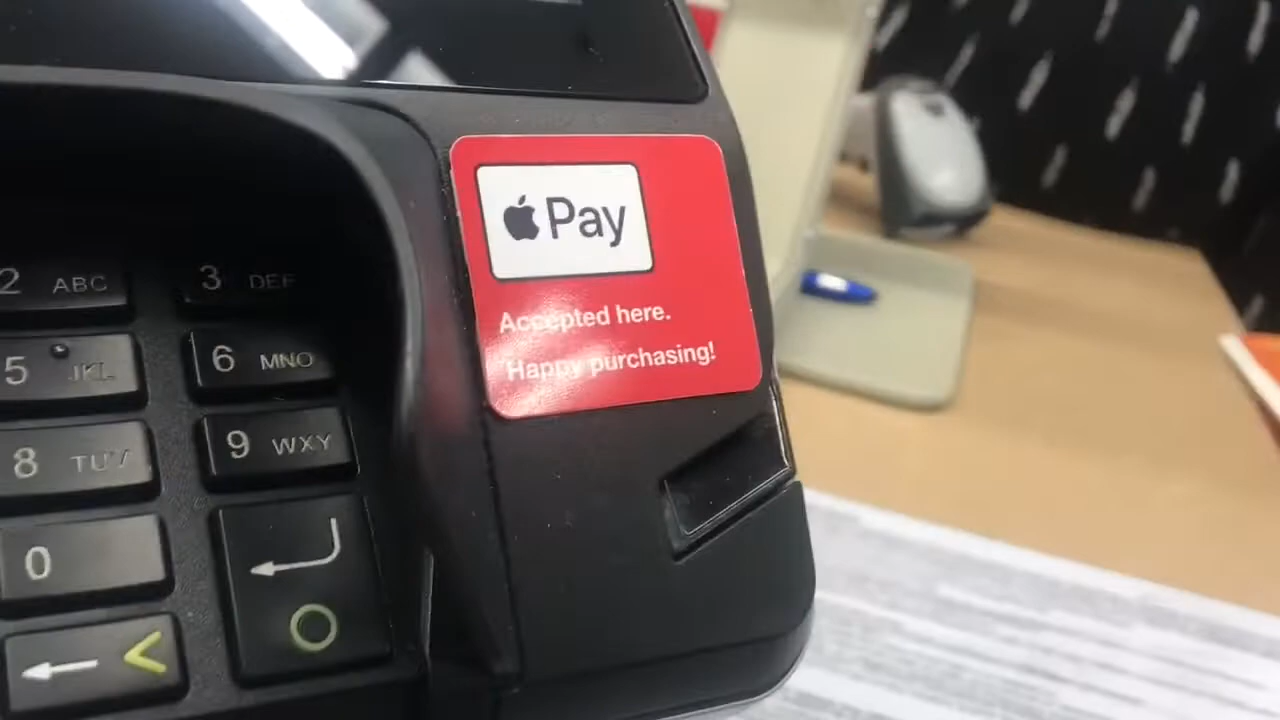 Pay
Accepted here.
Happy purchasing!
2 ABC
3 DEF
5 JKL
6 MNO
8 TUV
9 WXY
0